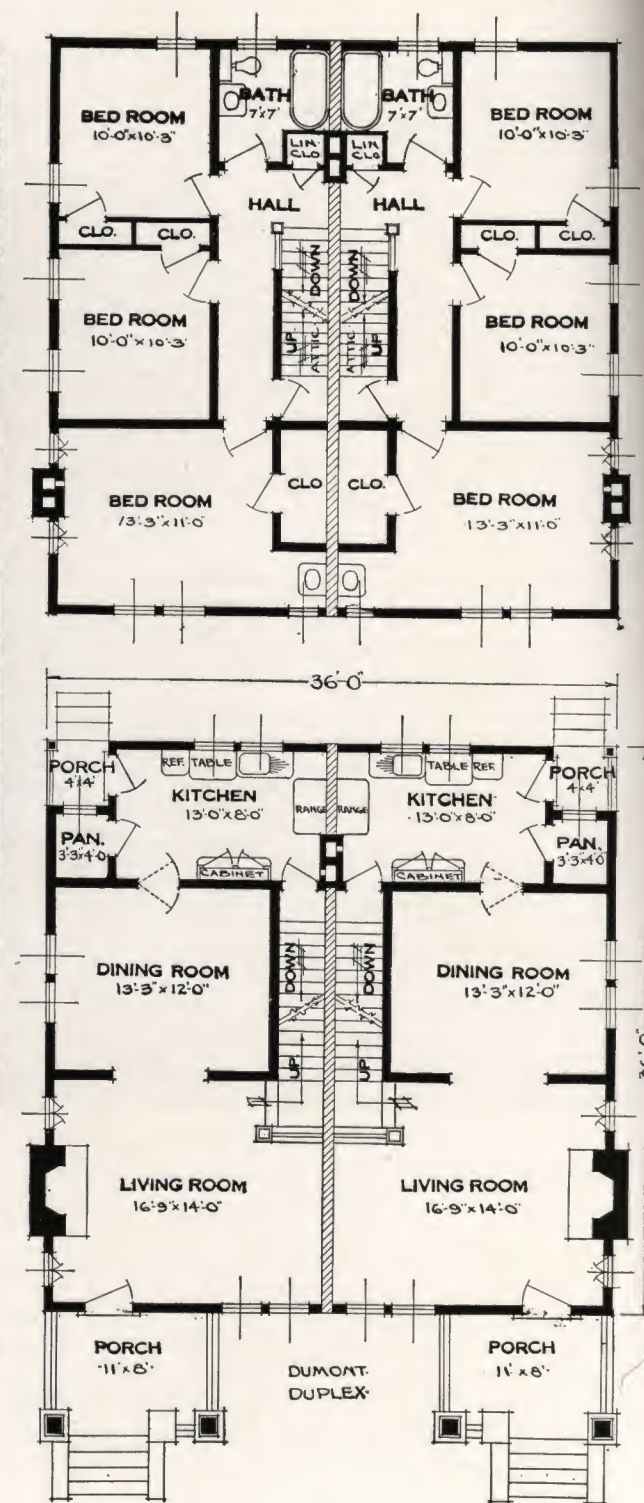 BED ROOM
10'-0"x10'-3"
BATH
7'x7'
BATH
7'x7'
BED ROOM
10'-0"x10'-3"
LIN. CLO
LIN. CLO
HALL
HALL
CLO.
CLO.
CLO.
CLO.
DOWN
DOWN
BED ROOM
10'-0"x10'-3"
UP
ATTIC
ATTIC
UP
BED ROOM
10'-0"x10'-3"
CLO
CLO.
BED ROOM
13'-3"x11'-0"
BED ROOM
13'-3"x11'-0"
36'-0"
PORCH
4'x4'
REF.
TABLE
TABLE
REF.
PORCH
4'x4'
KITCHEN
13'-0"x8'-0"
RANGE
RANGE
KITCHEN
13'-0"x8'-0"
PAN.
3'-3"x4'-0
PAN.
3'-3"x4'-0
CABINET
CABINET
DINING ROOM
13'-3"x12'-0"
DOWN
DOWN
DINING ROOM
13'-3"x12'-0"
UP.
UP
36'-0"
LIVING ROOM
16'-9"x14'-0"
LIVING ROOM
16'-9"x14'-0"
PORCH
11'x8'
DUMONT
DUPLEX
PORCH
11'x8'